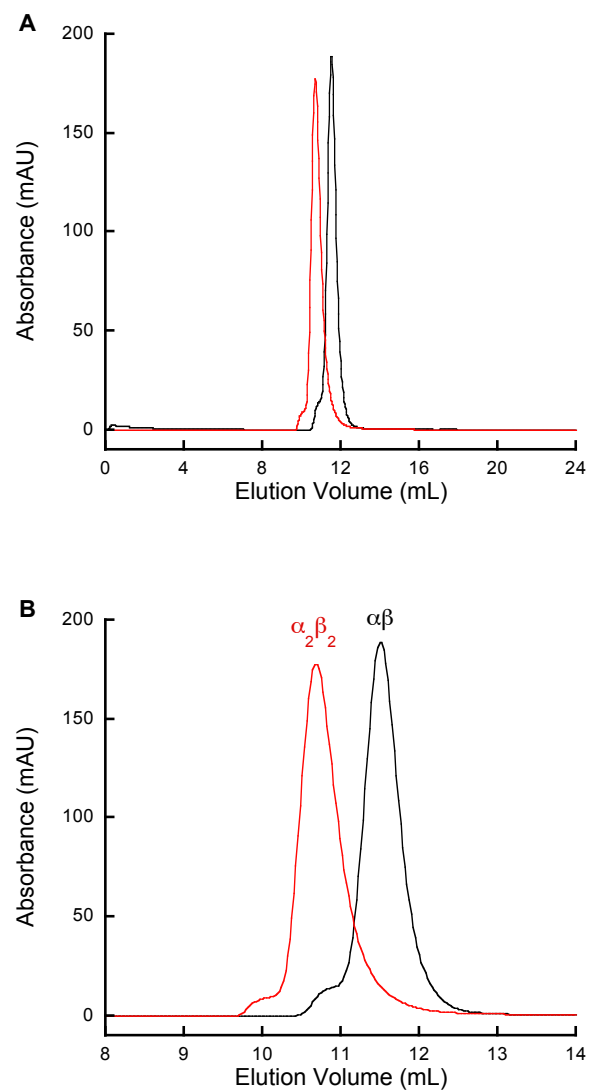 A
200
150
100
50
0
Absorbance (mAU)
0 4 8 12 16 20 24
Elution Volume (mL)
B
α₂β₂ αβ
200
150
100
50
0
Absorbance (mAU)
8 9 10 11 12 13 14
Elution Volume (mL)